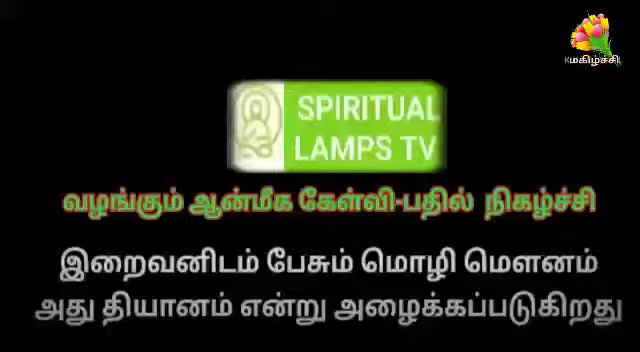 மகிழ்ச்சி
SPIRITUAL
LAMPS TV
வழங்கும் ஆன்மீக கேள்வி-பதில் நிகழ்ச்சி
இறைவனிடம் பேசும் மொழி மௌனம்
அது தியானம் என்று அழைக்கப்படுகிறது